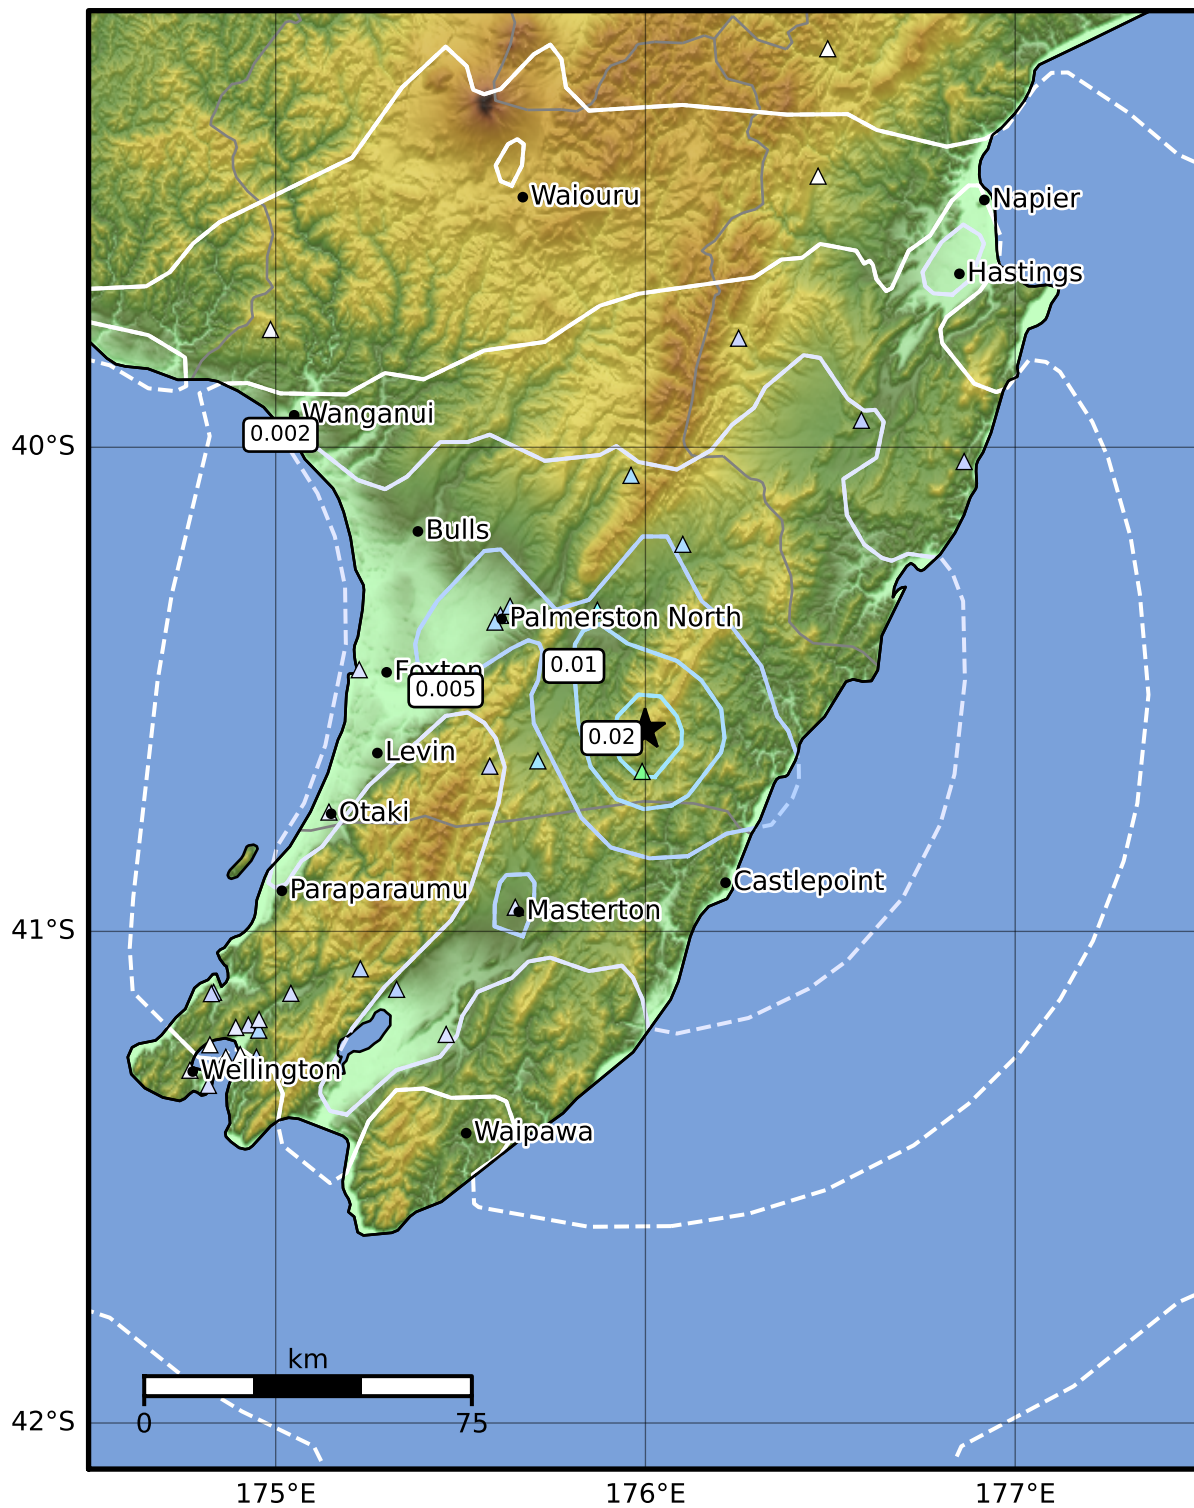 Waiouru
Napier
Hastings
Wanganui
0.002
40°S
Bulls
Palmerston North
Foxton
0.01
0.005
0.02
Levin
Otaki
Paraparaumu
Castlepoint
Masterton
41°S
Wellington
Waipawa
km
0 75
42°S
175°E 176°E 177°E